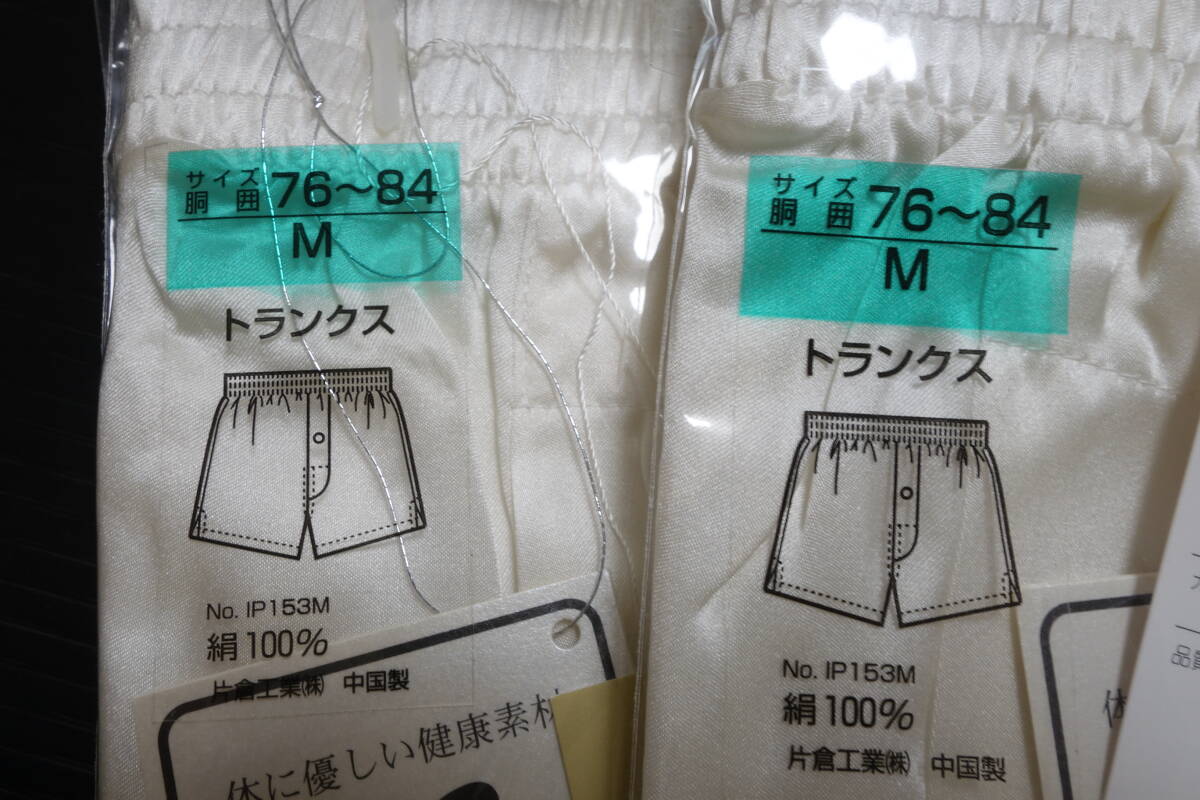 サイズ
胴囲 76～84
M
トランクス
No. IP153M
絹100%
片倉工業㈱ 中国製
体に優しい健康素材
サイズ
胴囲 76～84
M
トランクス
No. IP153M
絹100%
片倉工業㈱ 中国製
体